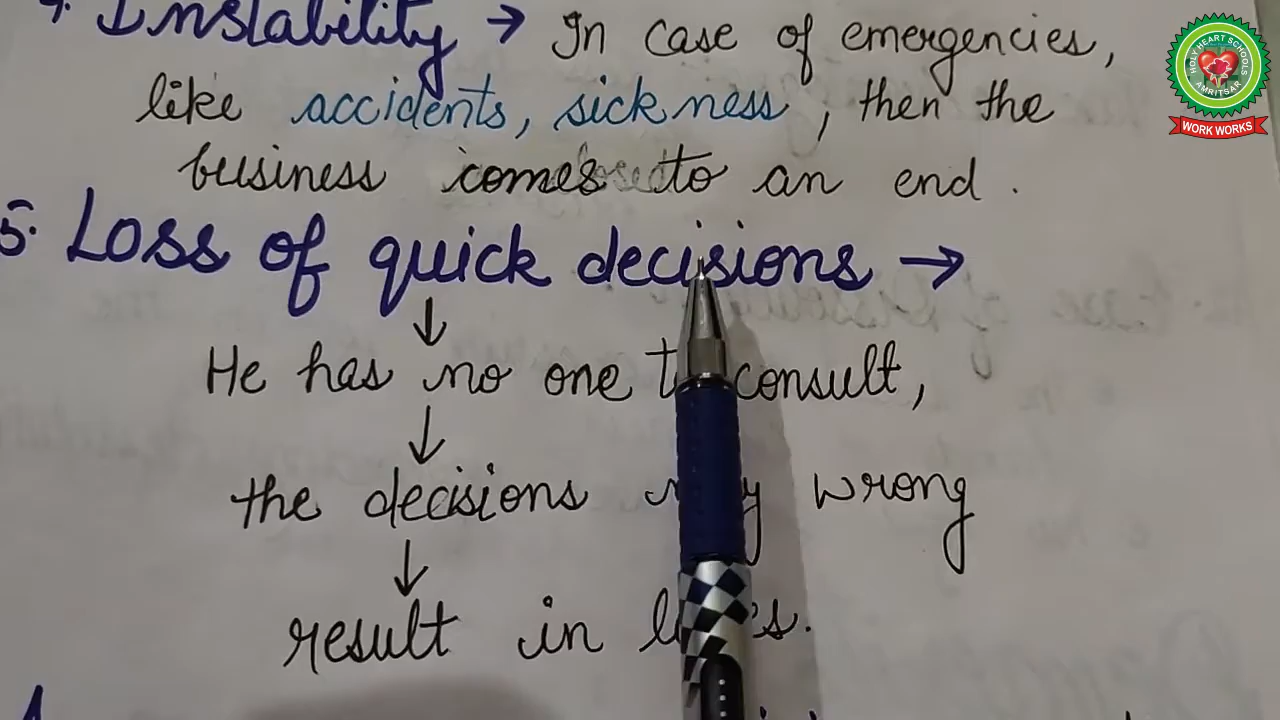 4. Instability → In case of emergencies,
like accidents, sickness, then the
business comes to an end.
5. Loss of quick decisions →
↓
He has no one consult,
↓
the decisions wrong
↓
result in
HOLY HEART SCHOOLS
AMRITSAR
WORK WORKS